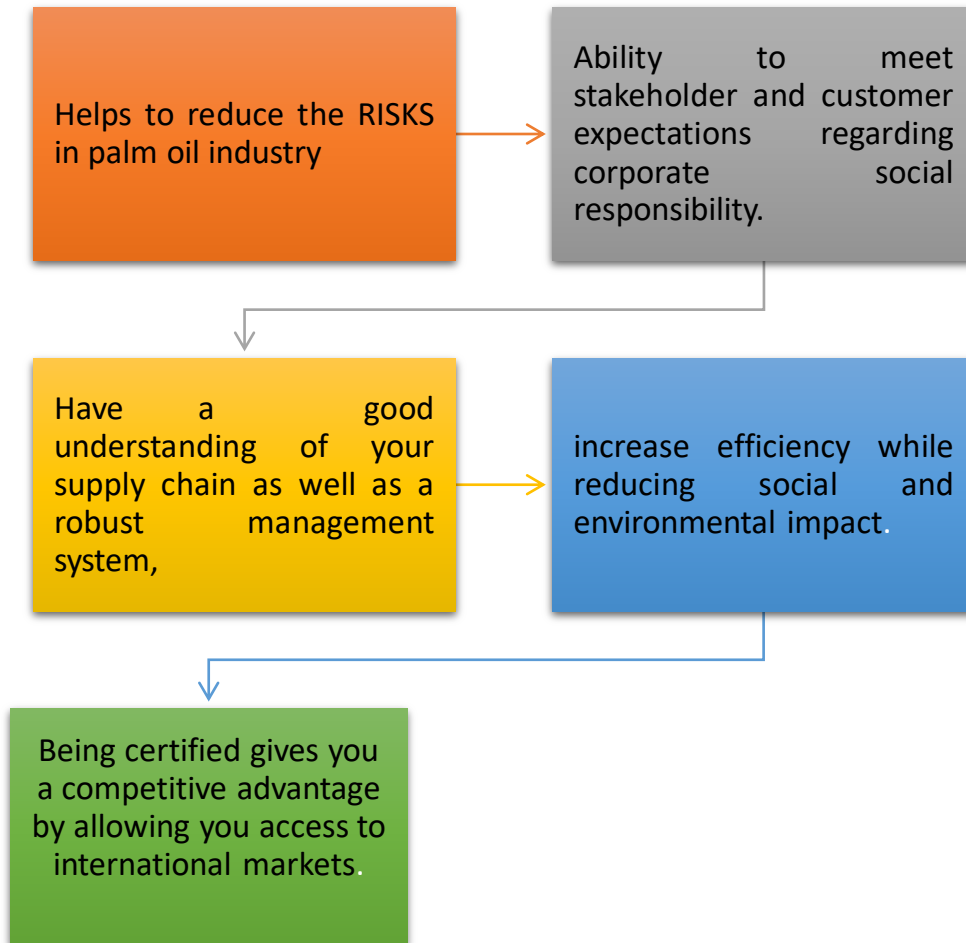 Helps to reduce the RISKS
in palm oil industry
Ability to meet
stakeholder and customer
expectations regarding
corporate social
responsibility.
Have a good
understanding of your
supply chain as well as a
robust management
system,
increase efficiency while
reducing social and
environmental impact.
Being certified gives you
a competitive advantage
by allowing you access to
international markets.